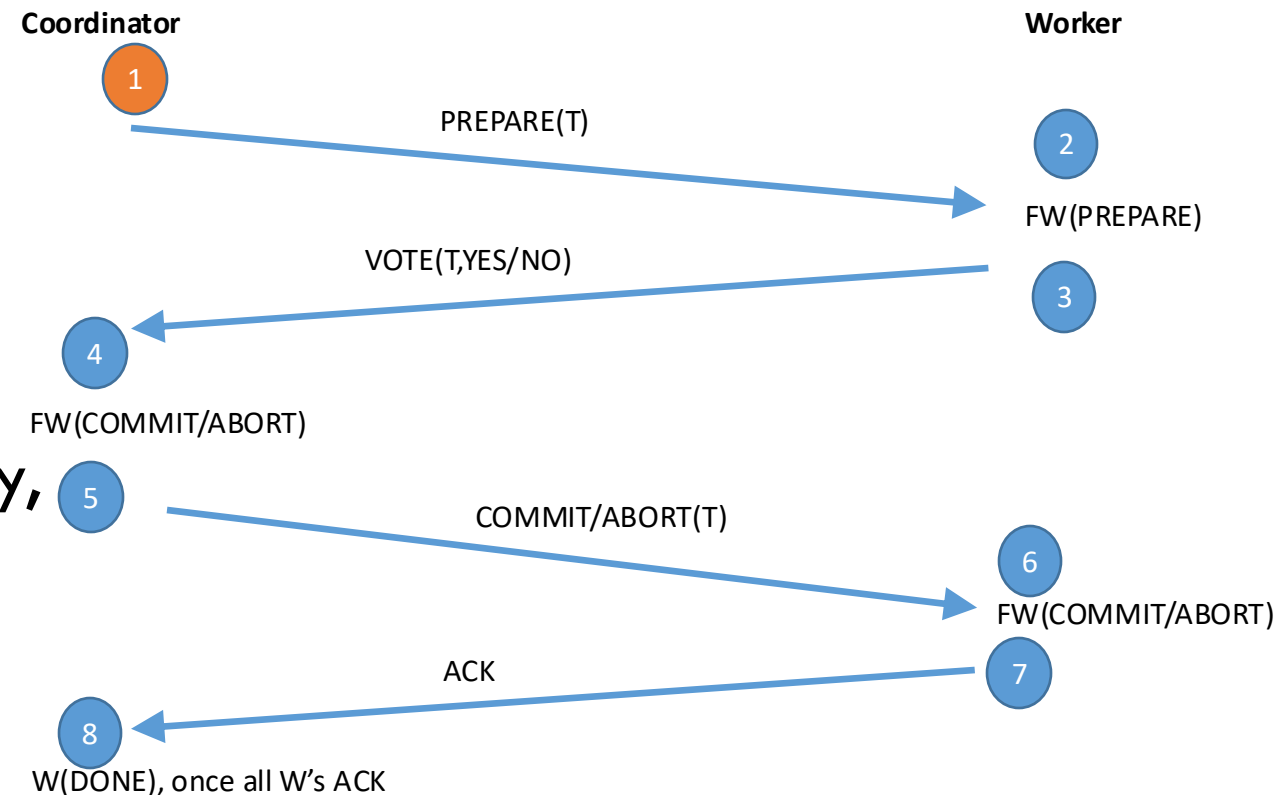 Coordinator
Worker
1
PREPARE(T)
2
FW(PREPARE)
VOTE(T,YES/NO)
3
4
FW(COMMIT/ABORT)
y,
5
COMMIT/ABORT(T)
6
FW(COMMIT/ABORT)
ACK
7
8
W(DONE), once all W’s ACK